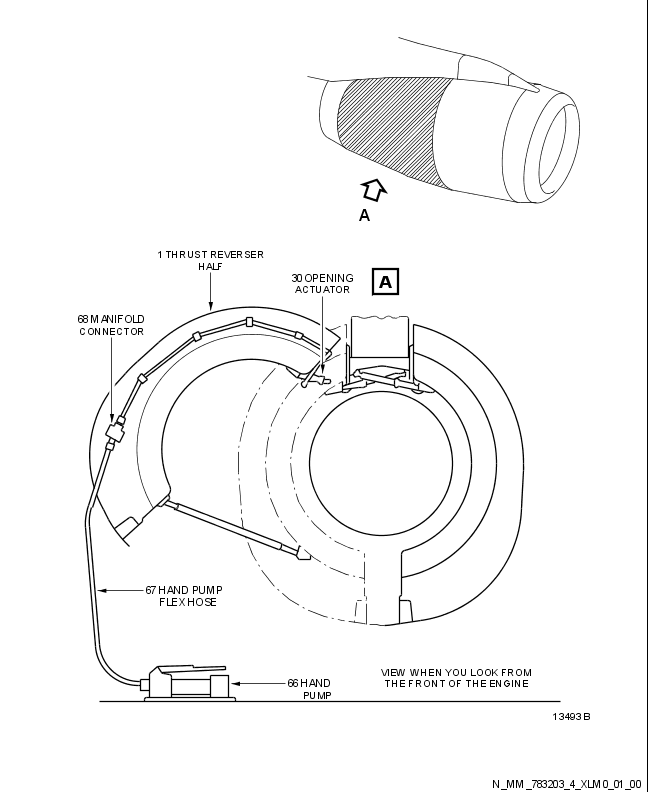 A
1 THRUST REVERSER
HALF
30 OPENING
ACTUATOR
A
68 MANIFOLD
CONNECTOR
67 HAND PUMP
FLEX HOSE
66 HAND
PUMP
VIEW WHEN YOU LOOK FROM
THE FRONT OF THE ENGINE
13493 B
N_MM_783203_4_XLM0_01_00